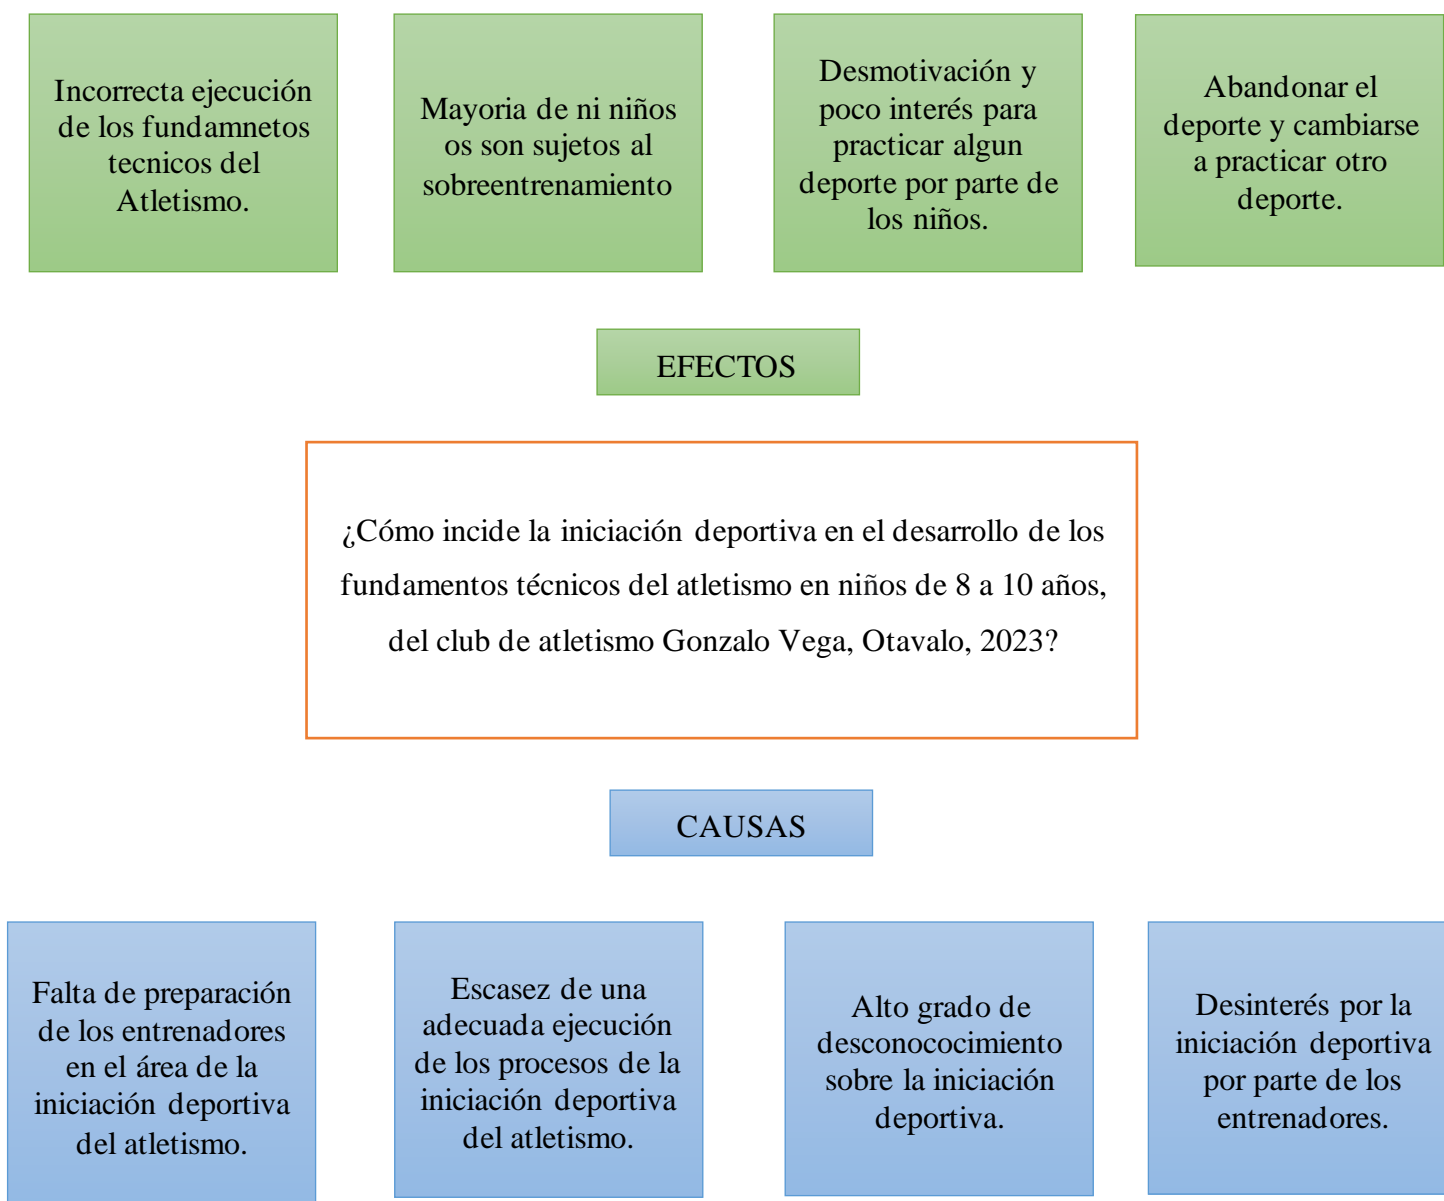 Incorrecta ejecución
de los fundamnetos
tecnicos del
Atletismo.
Mayoria de ni niños
os son sujetos al
sobreentrenamiento
Desmotivación y
poco interés para
practicar algun
deporte por parte de
los niños.
Abandonar el
deporte y cambiarse
a practicar otro
deporte.
EFECTOS
¿Cómo incide la iniciación deportiva en el desarrollo de los
fundamentos técnicos del atletismo en niños de 8 a 10 años,
del club de atletismo Gonzalo Vega, Otavalo, 2023?
CAUSAS
Falta de preparación
de los entrenadores
en el área de la
iniciación deportiva
del atletismo.
Escasez de una
adecuada ejecución
de los procesos de la
iniciación deportiva
del atletismo.
Alto grado de
desconococimiento
sobre la iniciación
deportiva.
Desinterés por la
iniciación deportiva
por parte de los
entrenadores.